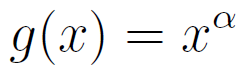 g(x) = x^α